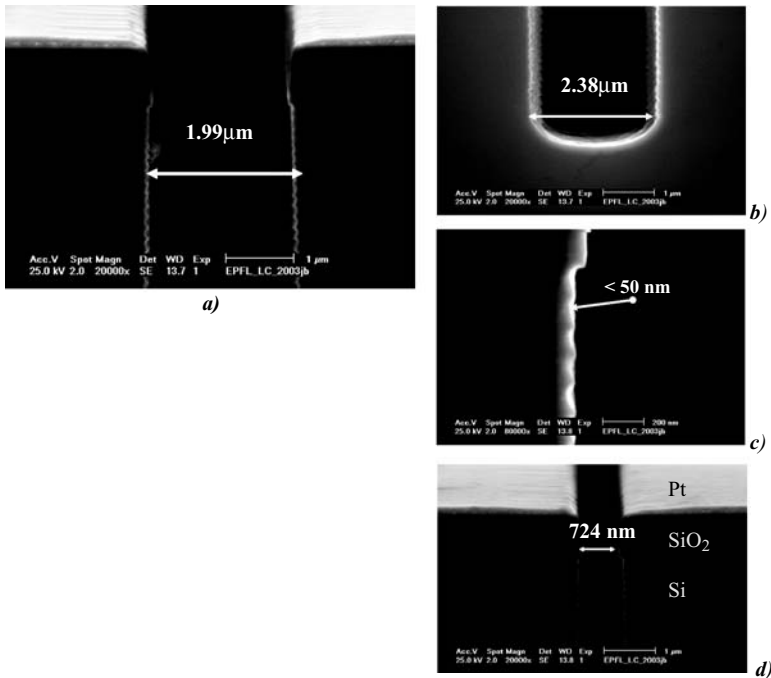 1.99μm
Acc.V Spot Magn Det WD Exp 1 μm
25.0 kV 2.0 20000x SE 13.7 1 EPFL_LC_2003jb
a)
2.38μm
Acc.V Spot Magn Det WD Exp 1 μm
25.0 kV 2.0 20000x SE 13.7 1 EPFL_LC_2003jb
b)
< 50 nm
Acc.V Spot Magn Det WD Exp 200 nm
25.0 kV 2.0 80000x SE 13.8 1 EPFL_LC_2003jb
c)
Pt
724 nm
SiO₂
Si
Acc.V Spot Magn Det WD Exp 1 μm
25.0 kV 2.0 20000x SE 13.8 1 EPFL_LC_2003jb
d)